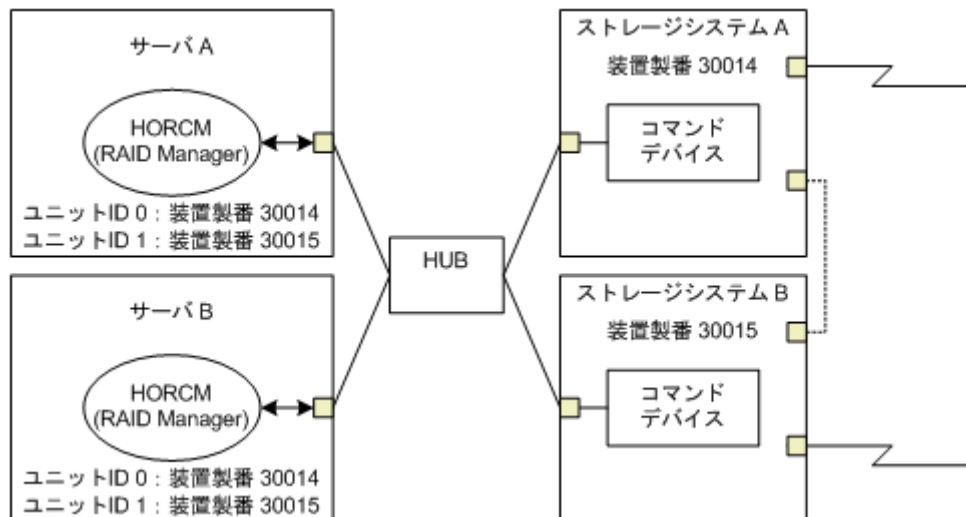 サーバ A
HORCM
(RAID Manager)
ユニットID 0 : 装置製番 30014
ユニットID 1 : 装置製番 30015
サーバ B
HORCM
(RAID Manager)
ユニットID 0 : 装置製番 30014
ユニットID 1 : 装置製番 30015
HUB
ストレージシステム A
装置製番 30014
コマンド
デバイス
ストレージシステム B
装置製番 30015
コマンド
デバイス